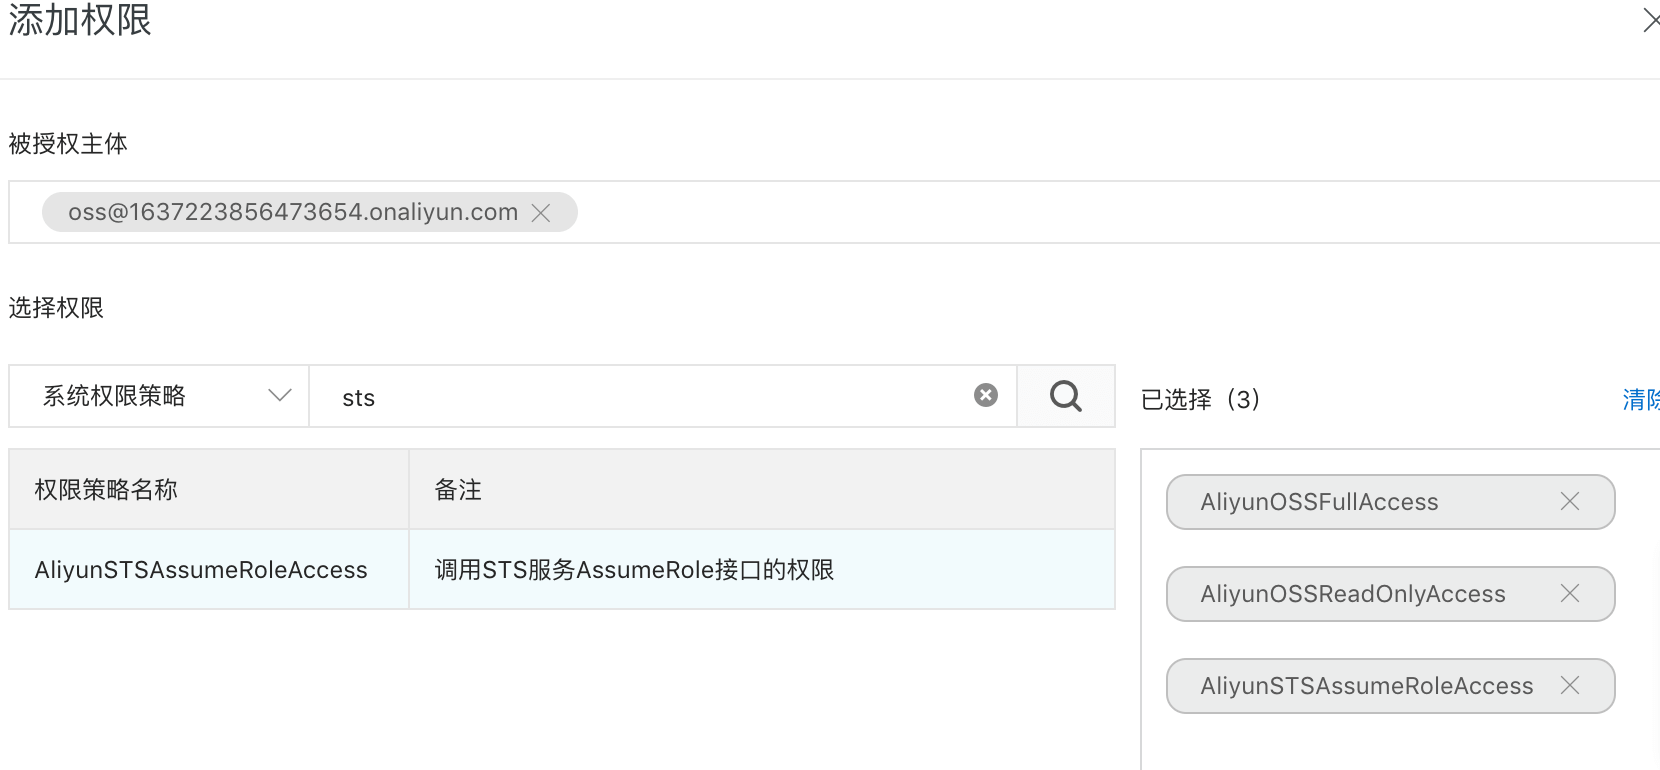 添加权限
被授权主体
oss@1637223856473654.onaliyun.com
选择权限
系统权限策略
sts
已选择（3）
清除
权限策略名称
备注
AliyunSTSAssumeRoleAccess
调用STS服务AssumeRole接口的权限
AliyunOSSFullAccess
AliyunOSSReadOnlyAccess
AliyunSTSAssumeRoleAccess